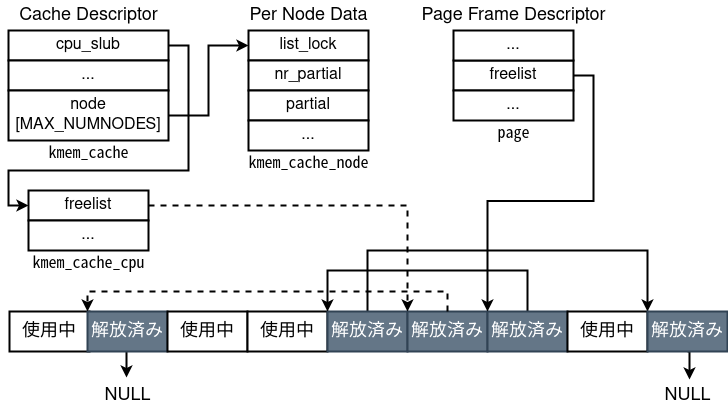 Cache Descriptor
cpu_slub
...
node
[MAX_NUMNODES]
kmem_cache
Per Node Data
list_lock
nr_partial
partial
...
kmem_cache_node
Page Frame Descriptor
...
freelist
...
page
freelist
...
kmem_cache_cpu
使用中 解放済み 使用中 使用中 解放済み 解放済み 解放済み 使用中 解放済み
NULL NULL